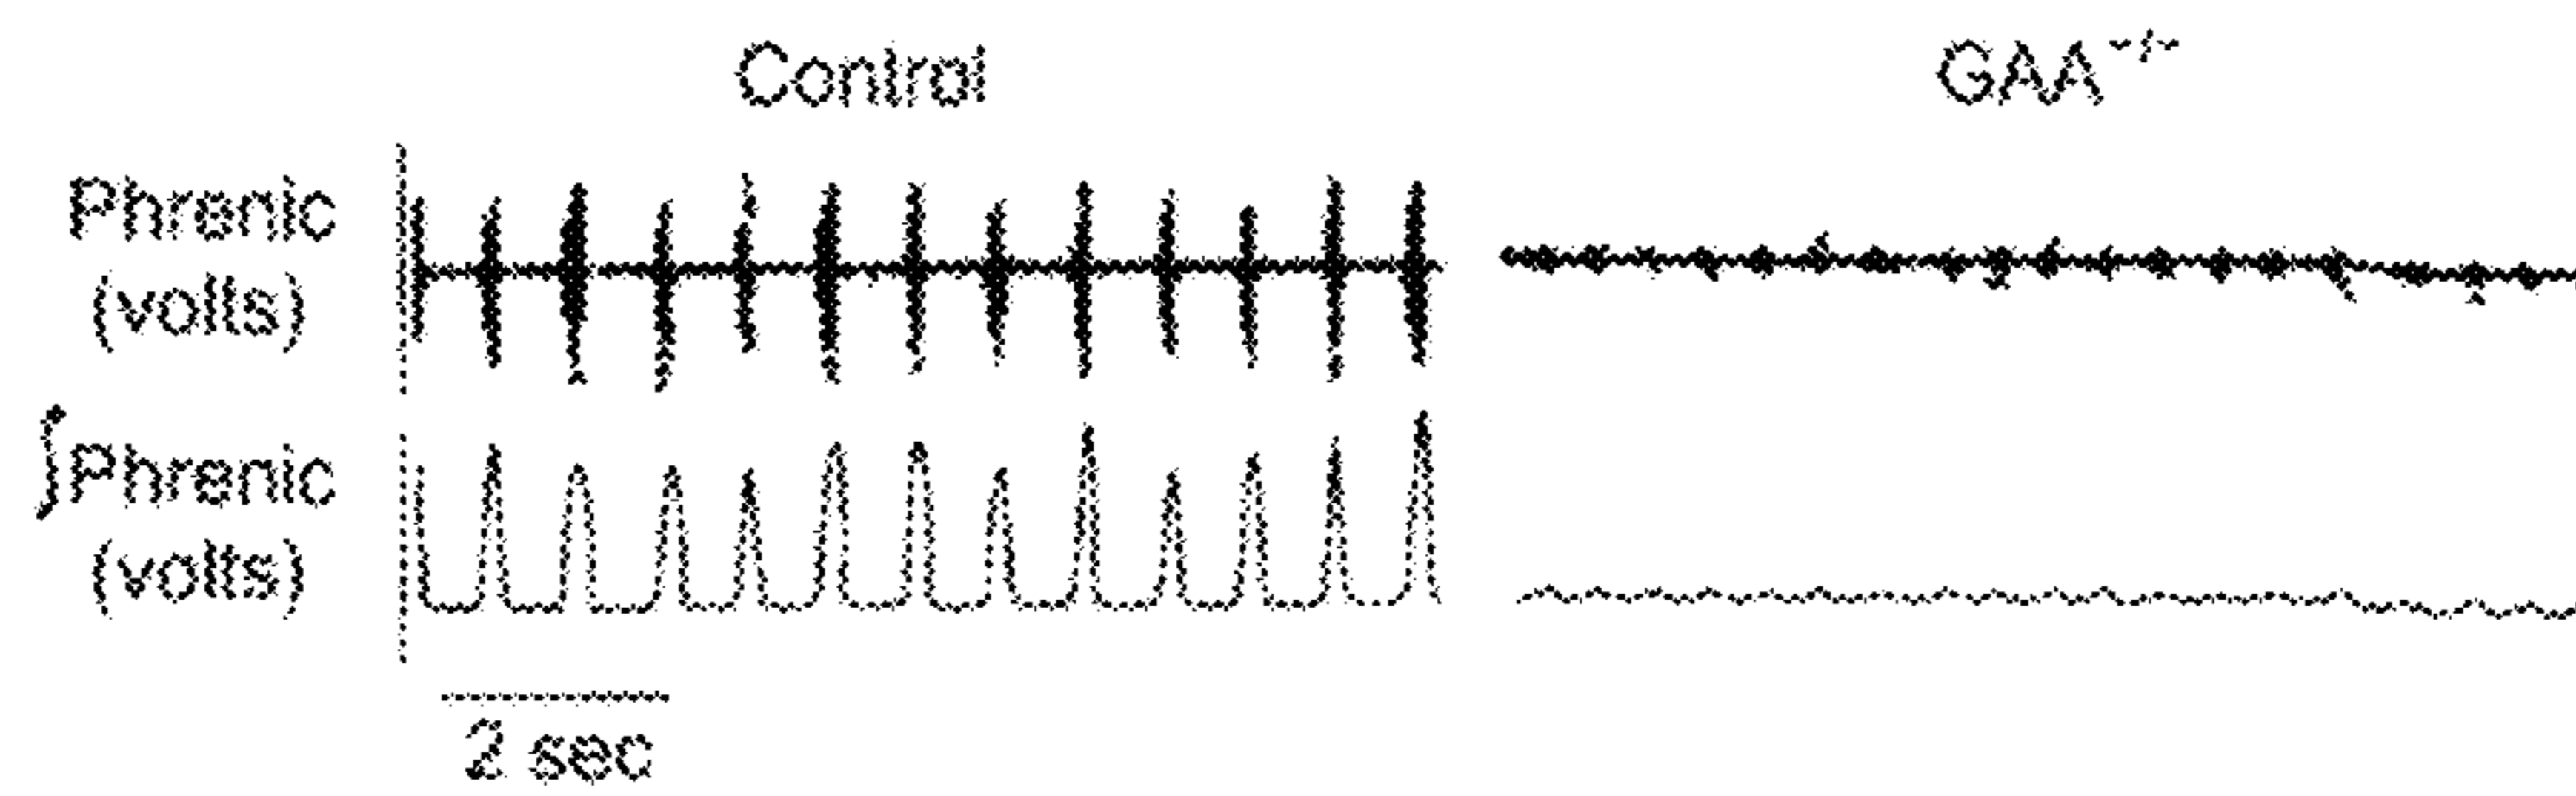 Control
GAA⁻/⁻
Phrenic
(volts)
∫Phrenic
(volts)
2 sec